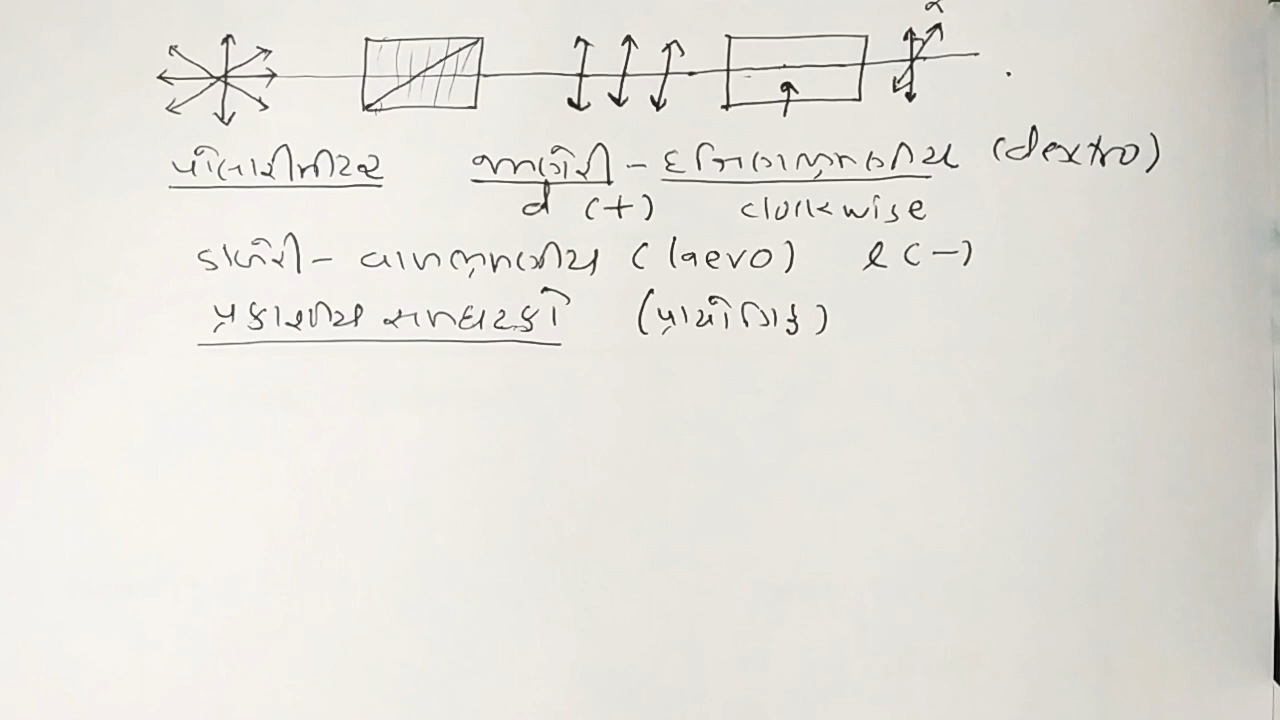 α
પોલારીમીટર જમણેરી - દક્ષિણભ્રમણીય (dextro)
d (+) clockwise
ડાબેરી - વામભ્રમણીય (laevo) l (-)
પ્રકાશીય સમઘટકો (પ્રાયોગિક)